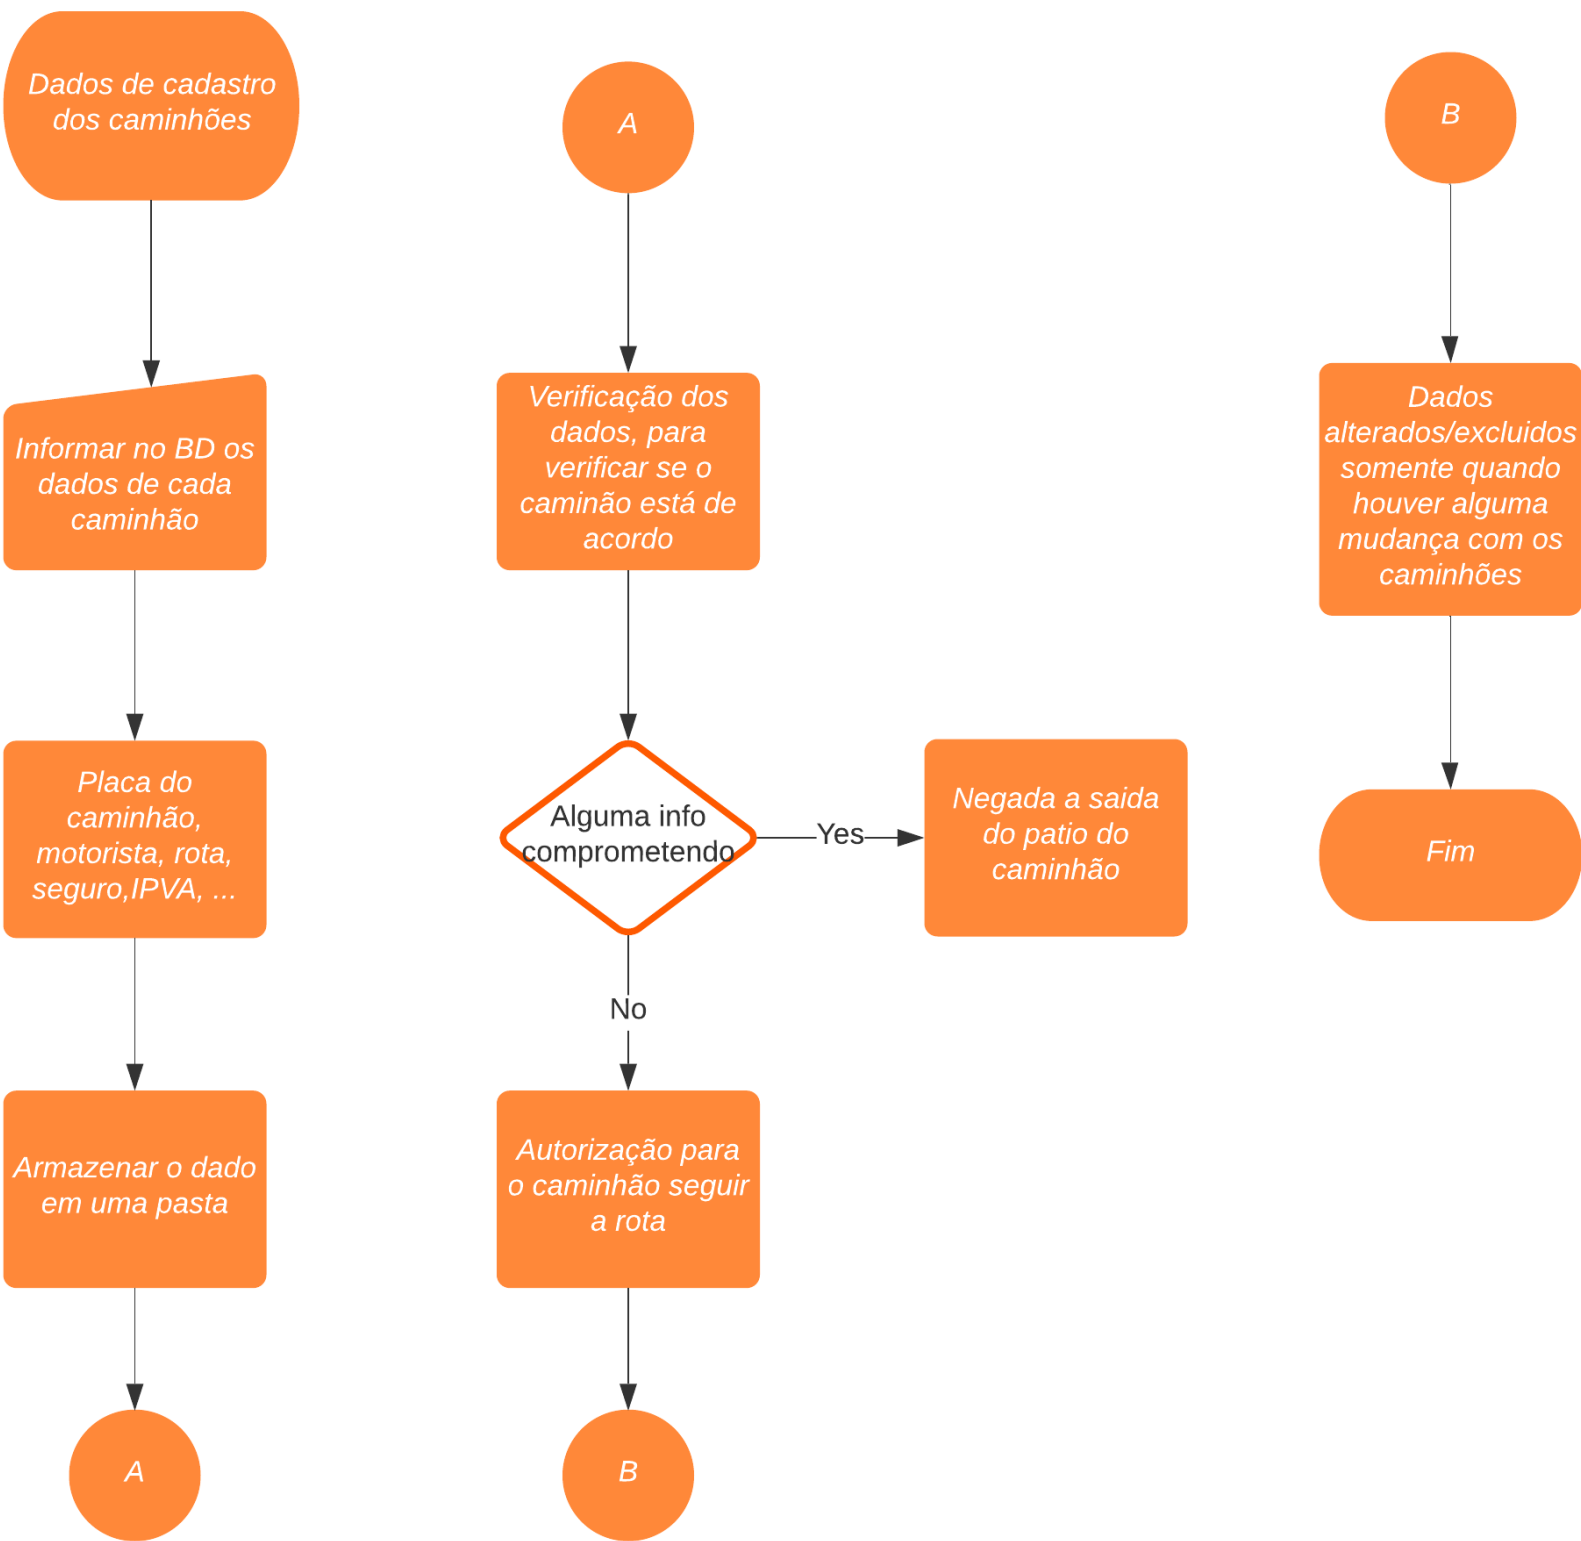 Dados de cadastro
dos caminhões
Informar no BD os
dados de cada
caminhão
Placa do
caminhão,
motorista, rota,
seguro,IPVA, ...
Armazenar o dado
em uma pasta
A
A
Verificação dos
dados, para
verificar se o
caminão está de
acordo
Alguma info
comprometendo
Yes
Negada a saida
do patio do
caminhão
No
Autorização para
o caminhão seguir
a rota
B
B
Dados
alterados/excluidos
somente quando
houver alguma
mudança com os
caminhões
Fim